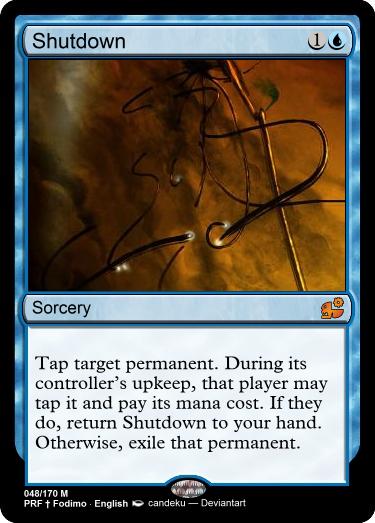 Shutdown 1
Sorcery
Tap target permanent. During its
controller's upkeep, that player may
tap it and pay its mana cost. If they
do, return Shutdown to your hand.
Otherwise, exile that permanent.
048/170 M
PRF † Fodimo · English candeku — Deviantart